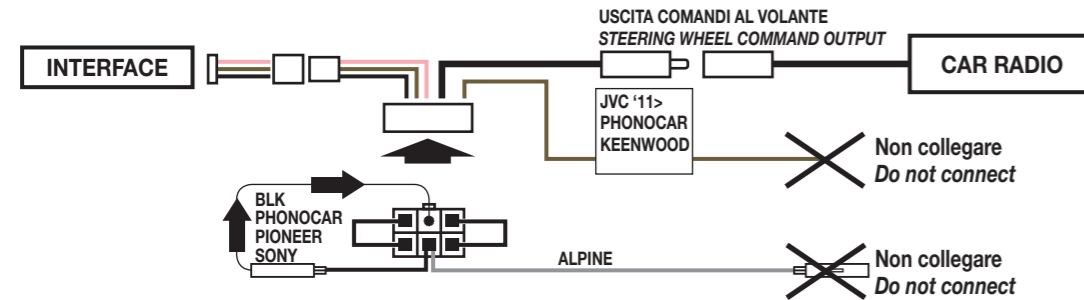 USCITA COMANDI AL VOLANTE
STEERING WHEEL COMMAND OUTPUT
INTERFACE
CAR RADIO
JVC ‘11>
PHONOCAR
KEENWOOD
Non collegare
Do not connect
BLK
PHONOCAR
PIONEER
SONY
ALPINE
Non collegare
Do not connect